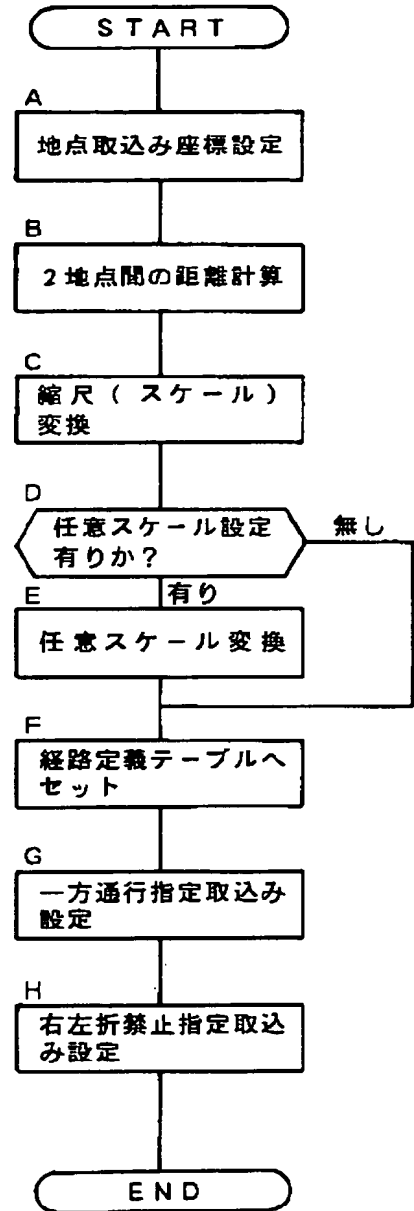 START
A
地点取込み座標設定
B
2地点間の距離計算
C
縮尺(スケール)
変換
D
任意スケール設定
有りか?
無し
有り
E
任意スケール変換
F
経路定義テーブルへ
セット
G
一方通行指定取込み
設定
H
右左折禁止指定取込
み設定
END